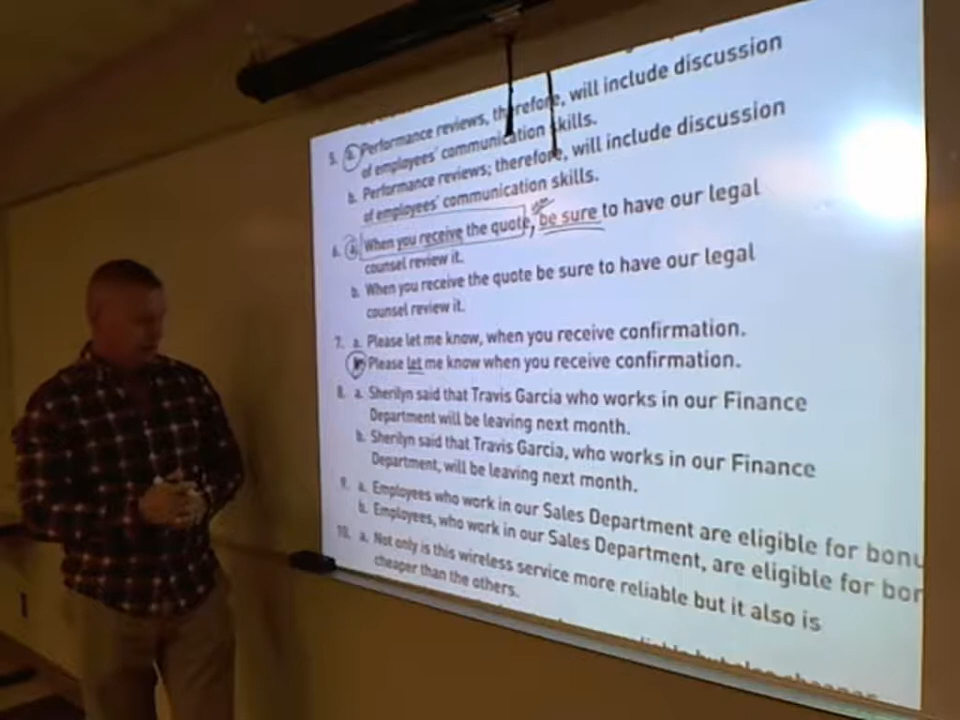 5. a. Performance reviews, therefore, will include discussion
of employees' communication skills.
b. Performance reviews; therefore, will include discussion
of employees' communication skills.
6. a. When you receive the quote, be sure to have our legal
counsel review it.
b. When you receive the quote be sure to have our legal
counsel review it.
7. a. Please let me know, when you receive confirmation.
Please let me know when you receive confirmation.
8. a. Sherilyn said that Travis Garcia who works in our Finance
Department will be leaving next month.
b. Sherilyn said that Travis Garcia, who works in our Finance
Department, will be leaving next month.
9. a. Employees who work in our Sales Department are eligible for bonu
b. Employees, who work in our Sales Department, are eligible for bon
10. a. Not only is this wireless service more reliable but it also is
cheaper than the others.